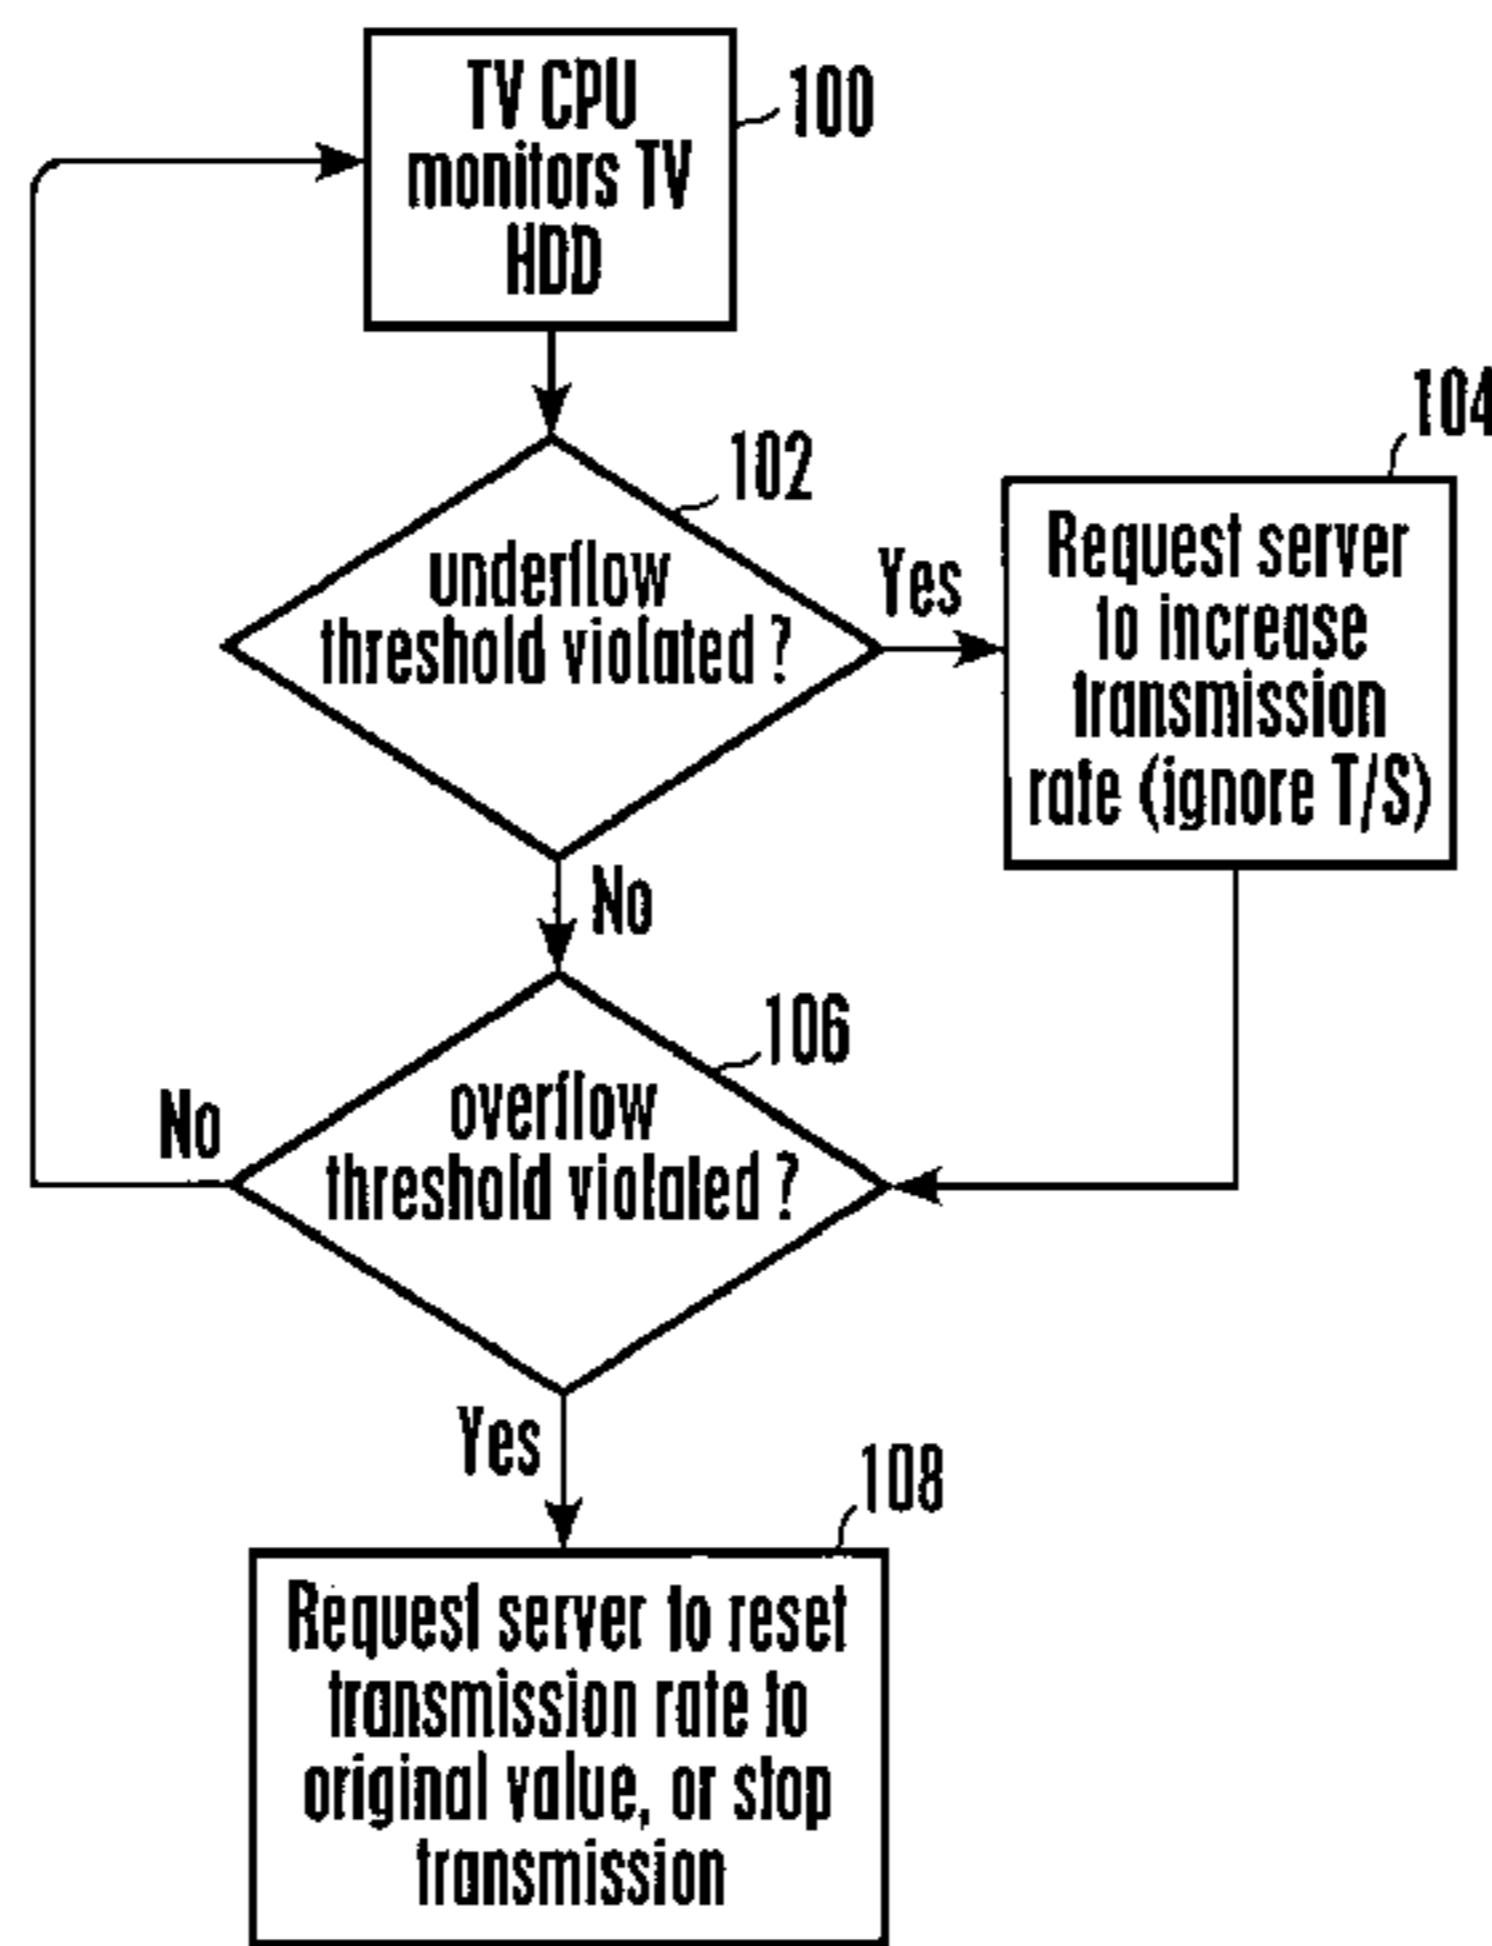 TV CPU
monitors TV
HDD
100
underflow
threshold violated ?
102
Yes
Request server
to increase
transmission
rate (ignore T/S)
104
No
overflow
threshold violated ?
106
No
Yes
Request server to reset
transmission rate to
original value, or stop
transmission
108